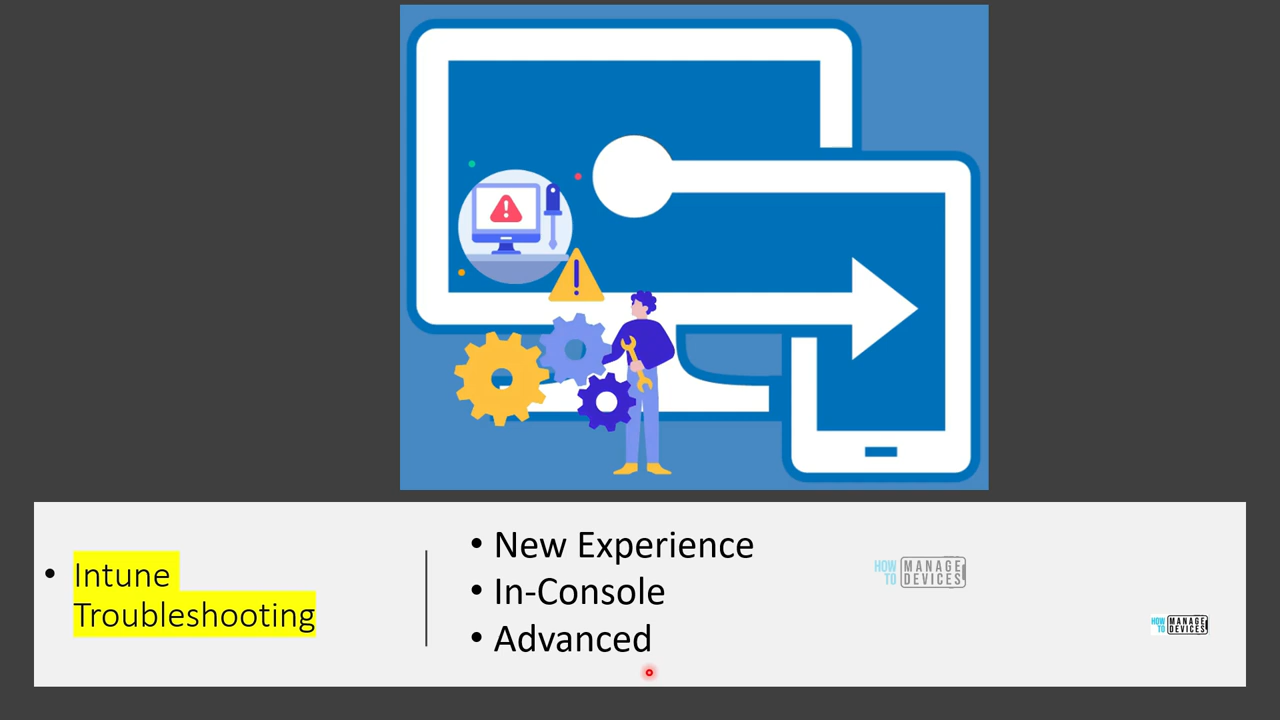 • Intune
Troubleshooting
• New Experience
• In-Console
• Advanced
HOW TO MANAGE DEVICES
HOW TO MANAGE DEVICES